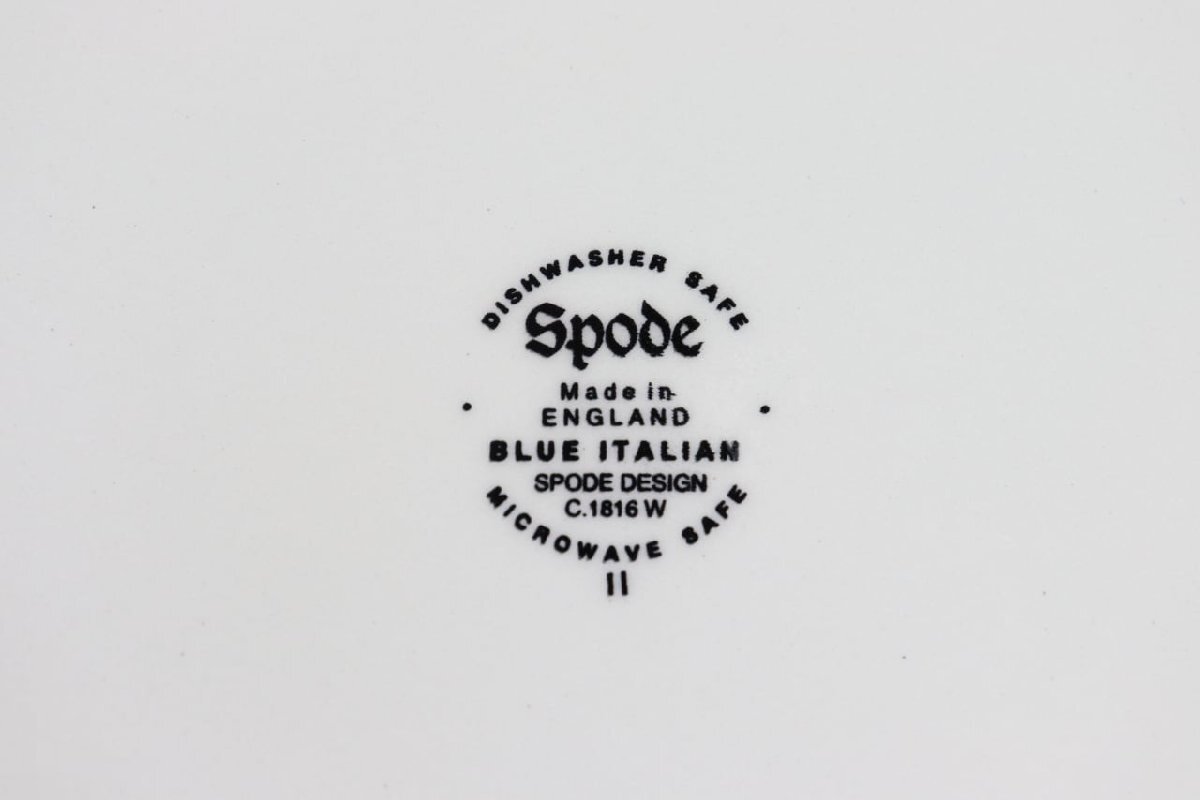 DISHWASHER SAFE
Spode
Made in
ENGLAND
BLUE ITALIAN
SPODE DESIGN
C.1816 W
MICROWAVE SAFE
II